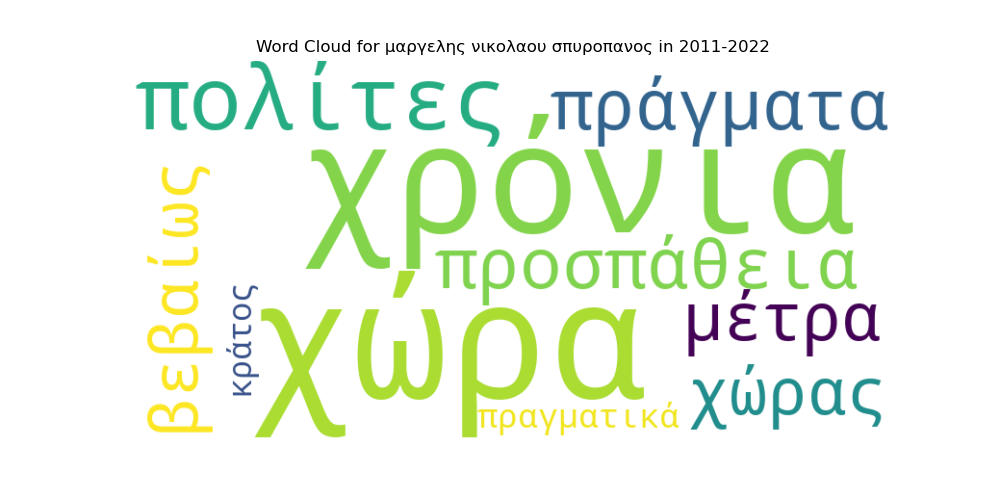 Word Cloud for μαργελης νικολαου σπυροπανος in 2011-2022
πολίτες
πράγματα
χρόνια
βεβαίως
προσπάθεια
κράτος
χώρα
μέτρα
χώρας
πραγματικά